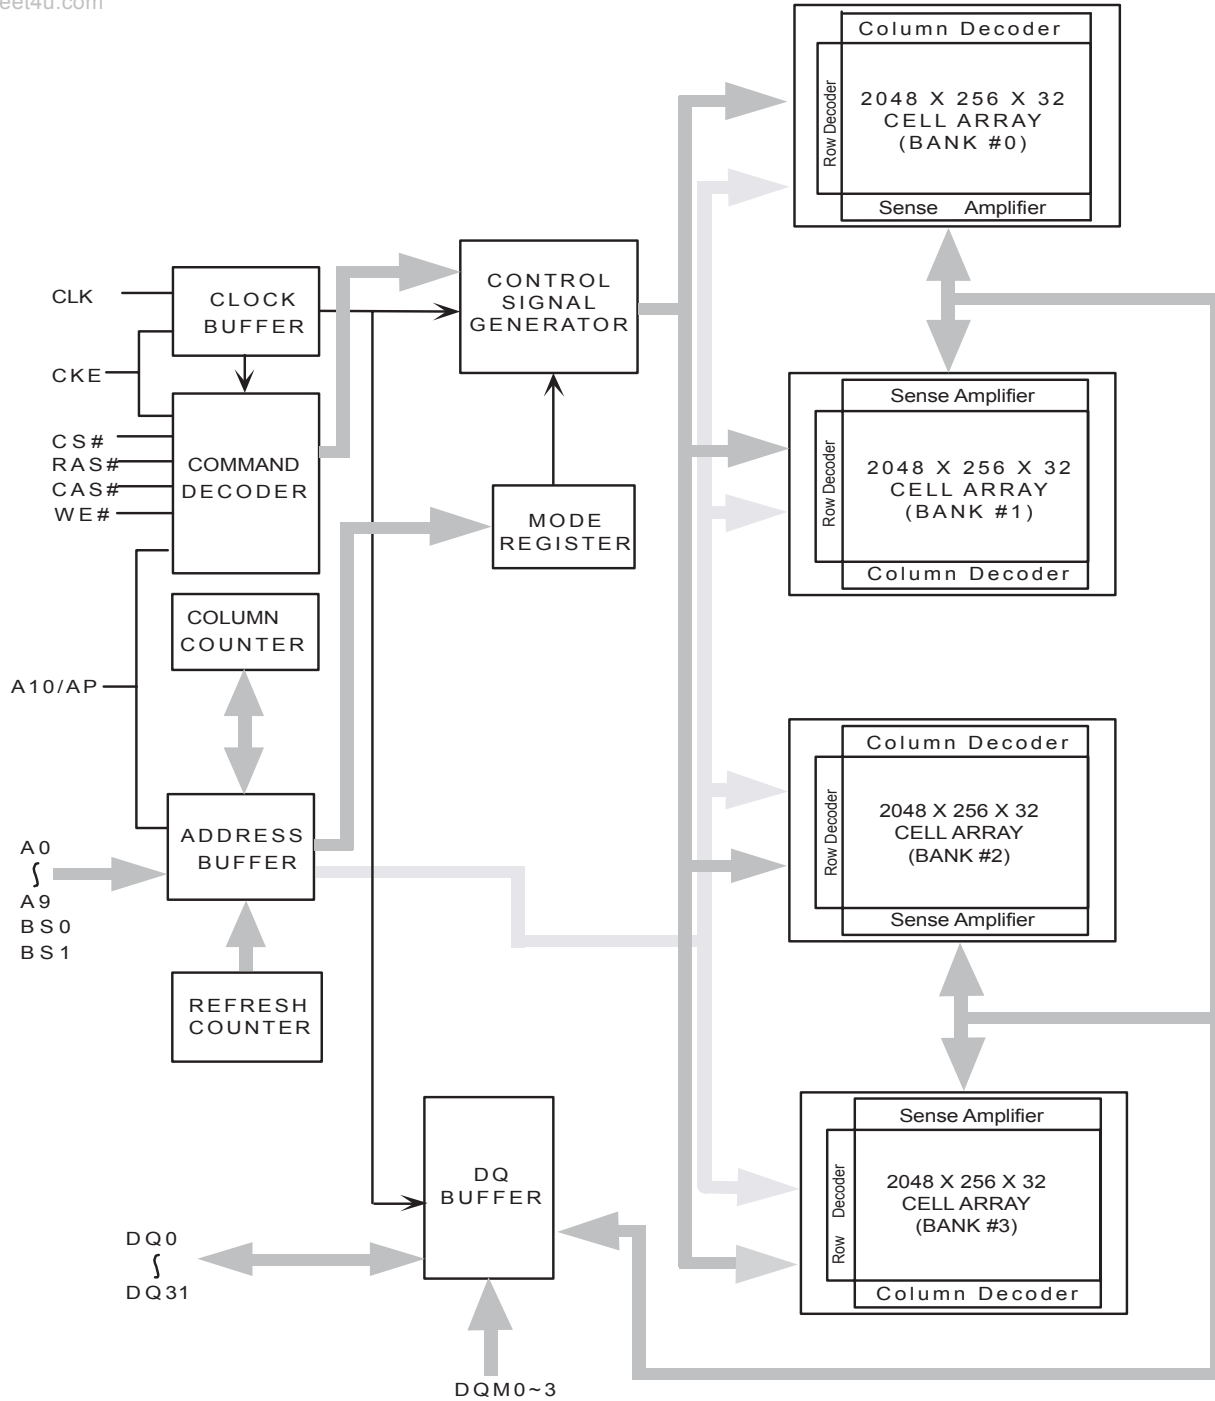 eet4u.com
Column Decoder
Row Decoder
2048 X 256 X 32
CELL ARRAY
(BANK #0)
Sense Amplifier
CLK
CLOCK
BUFFER
CONTROL
SIGNAL
GENERATOR
CKE
CS#
RAS#
CAS#
WE#
COMMAND
DECODER
Sense Amplifier
Row Decoder
2048 X 256 X 32
CELL ARRAY
(BANK #1)
Column Decoder
MODE
REGISTER
COLUMN
COUNTER
A10/AP
Column Decoder
Row Decoder
2048 X 256 X 32
CELL ARRAY
(BANK #2)
Sense Amplifier
A0
A9
BS0
BS1
ADDRESS
BUFFER
REFRESH
COUNTER
Sense Amplifier
Row Decoder
2048 X 256 X 32
CELL ARRAY
(BANK #3)
Column Decoder
DQ
BUFFER
DQ0
DQ31
DQM0~3